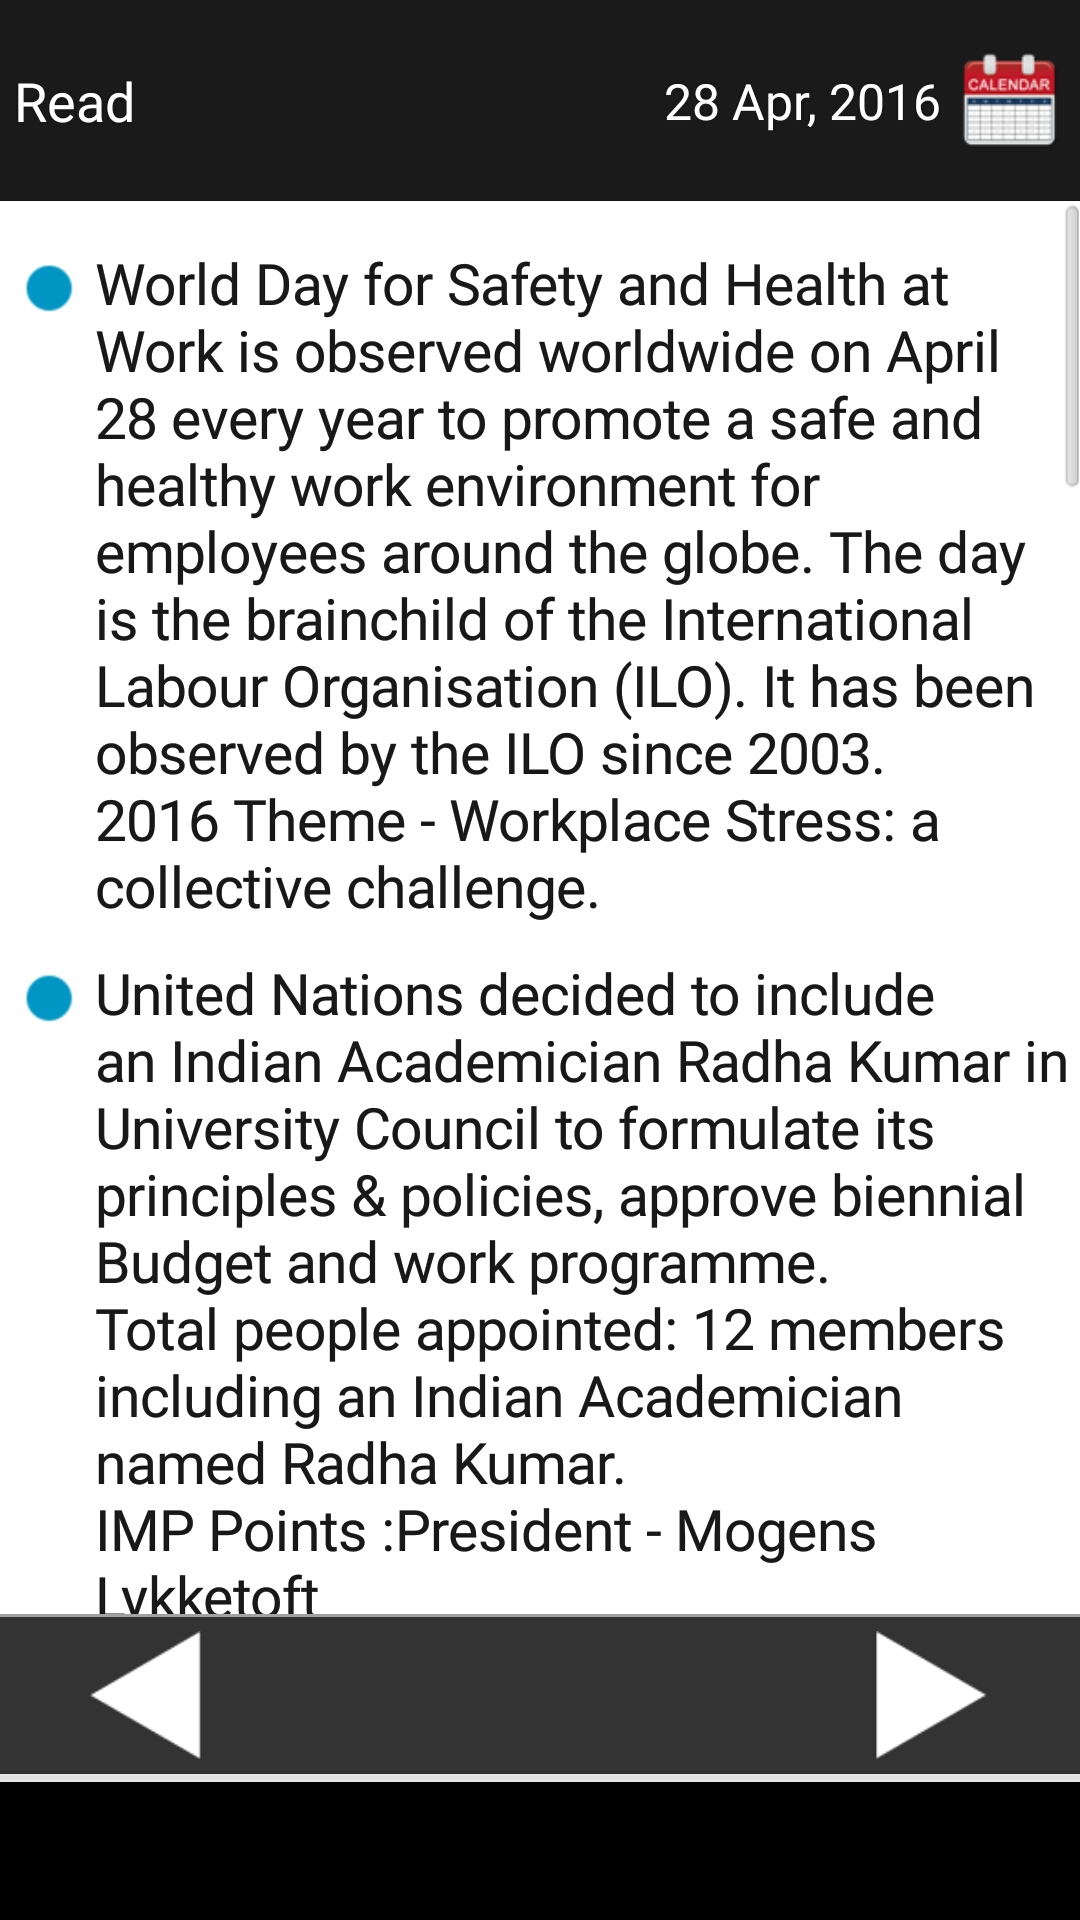 Read
28 Apr, 2016
CALENDAR
World Day for Safety and Health at
Work is observed worldwide on April
28 every year to promote a safe and
healthy work environment for
employees around the globe. The day
is the brainchild of the International
Labour Organisation (ILO). It has been
observed by the ILO since 2003.
2016 Theme - Workplace Stress: a
collective challenge.
United Nations decided to include
an Indian Academician Radha Kumar in
University Council to formulate its
principles & policies, approve biennial
Budget and work programme.
Total people appointed: 12 members
including an Indian Academician
named Radha Kumar.
IMP Points :President - Mogens
Lykketoft